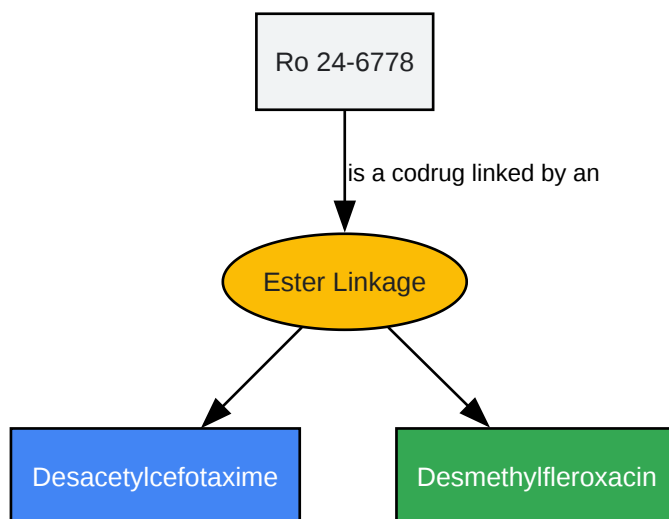 Ro 24-6778
is a codrug linked by an
Ester Linkage
Desacetylcefotaxime
Desmethylfleroxacin